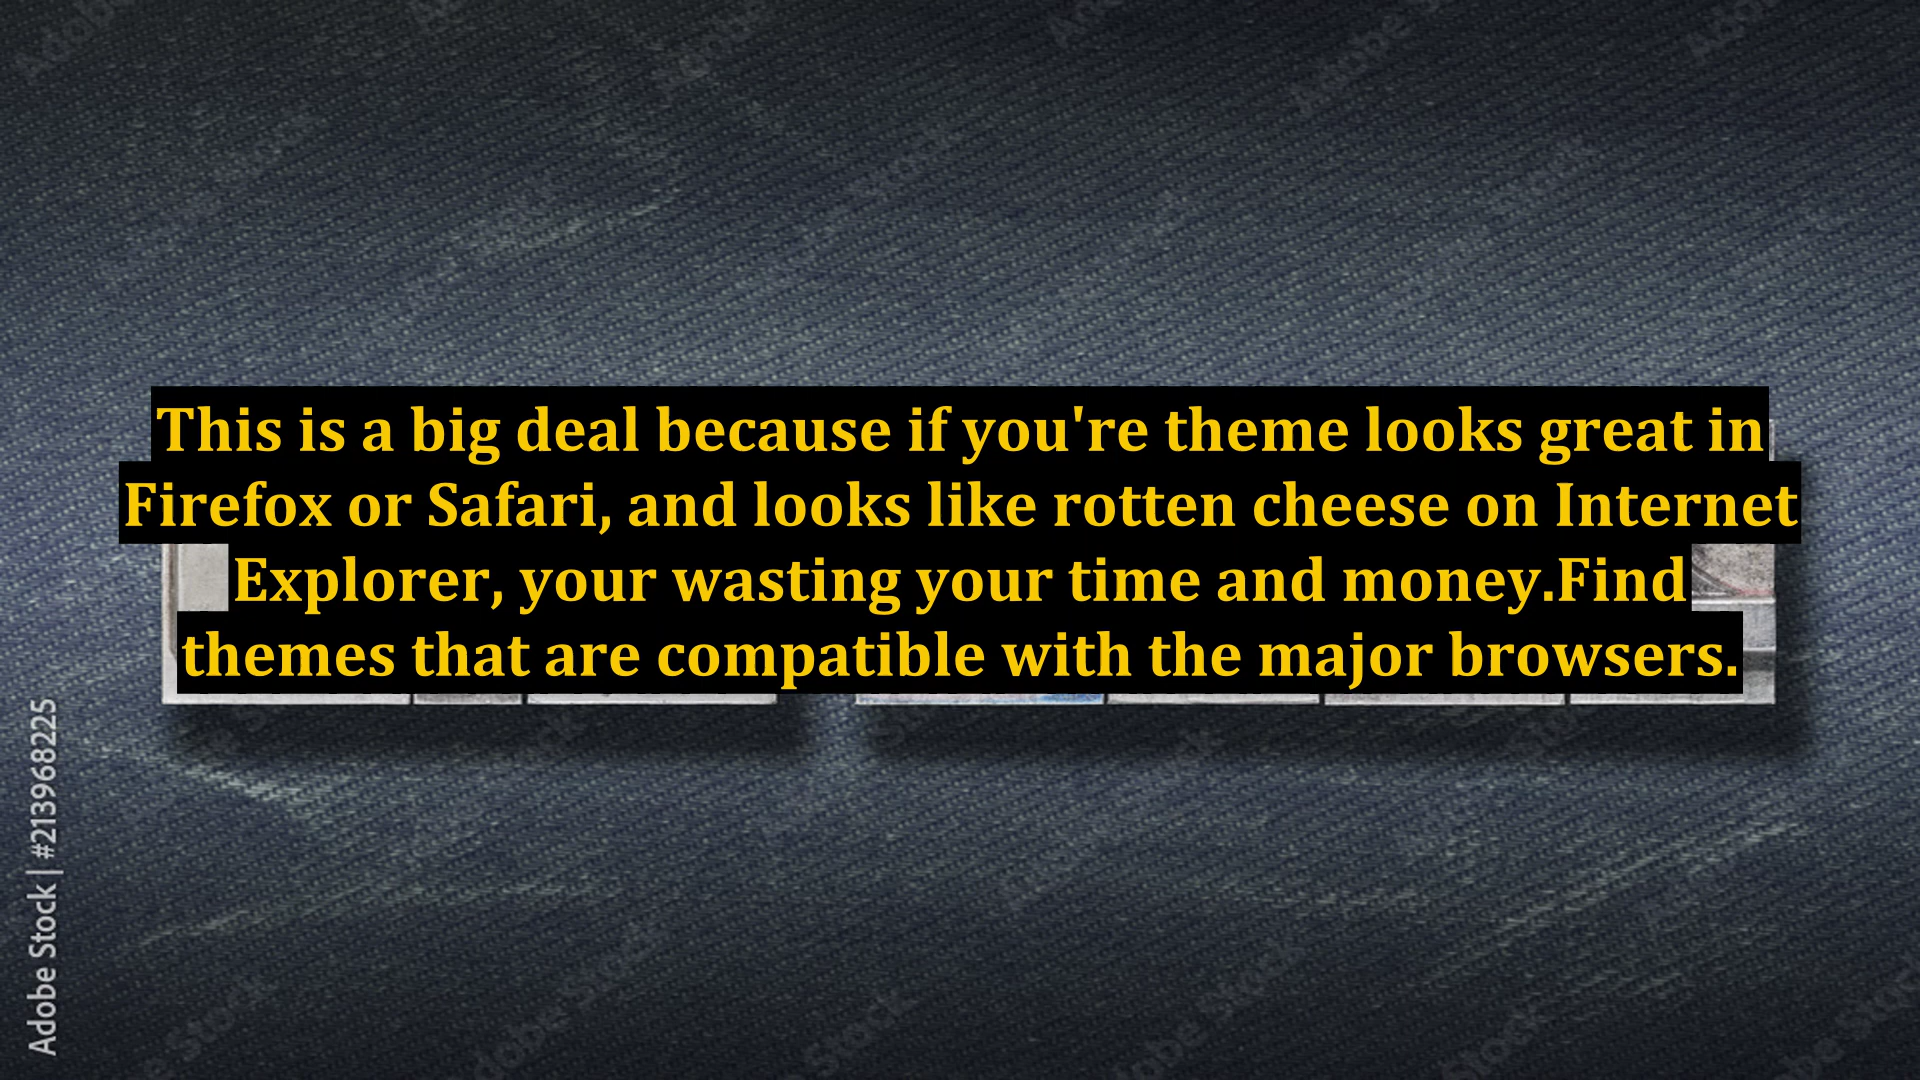 This is a big deal because if you're theme looks great in
Firefox or Safari, and looks like rotten cheese on Internet
Explorer, your wasting your time and money.Find
themes that are compatible with the major browsers.
Adobe Stock | #213968225